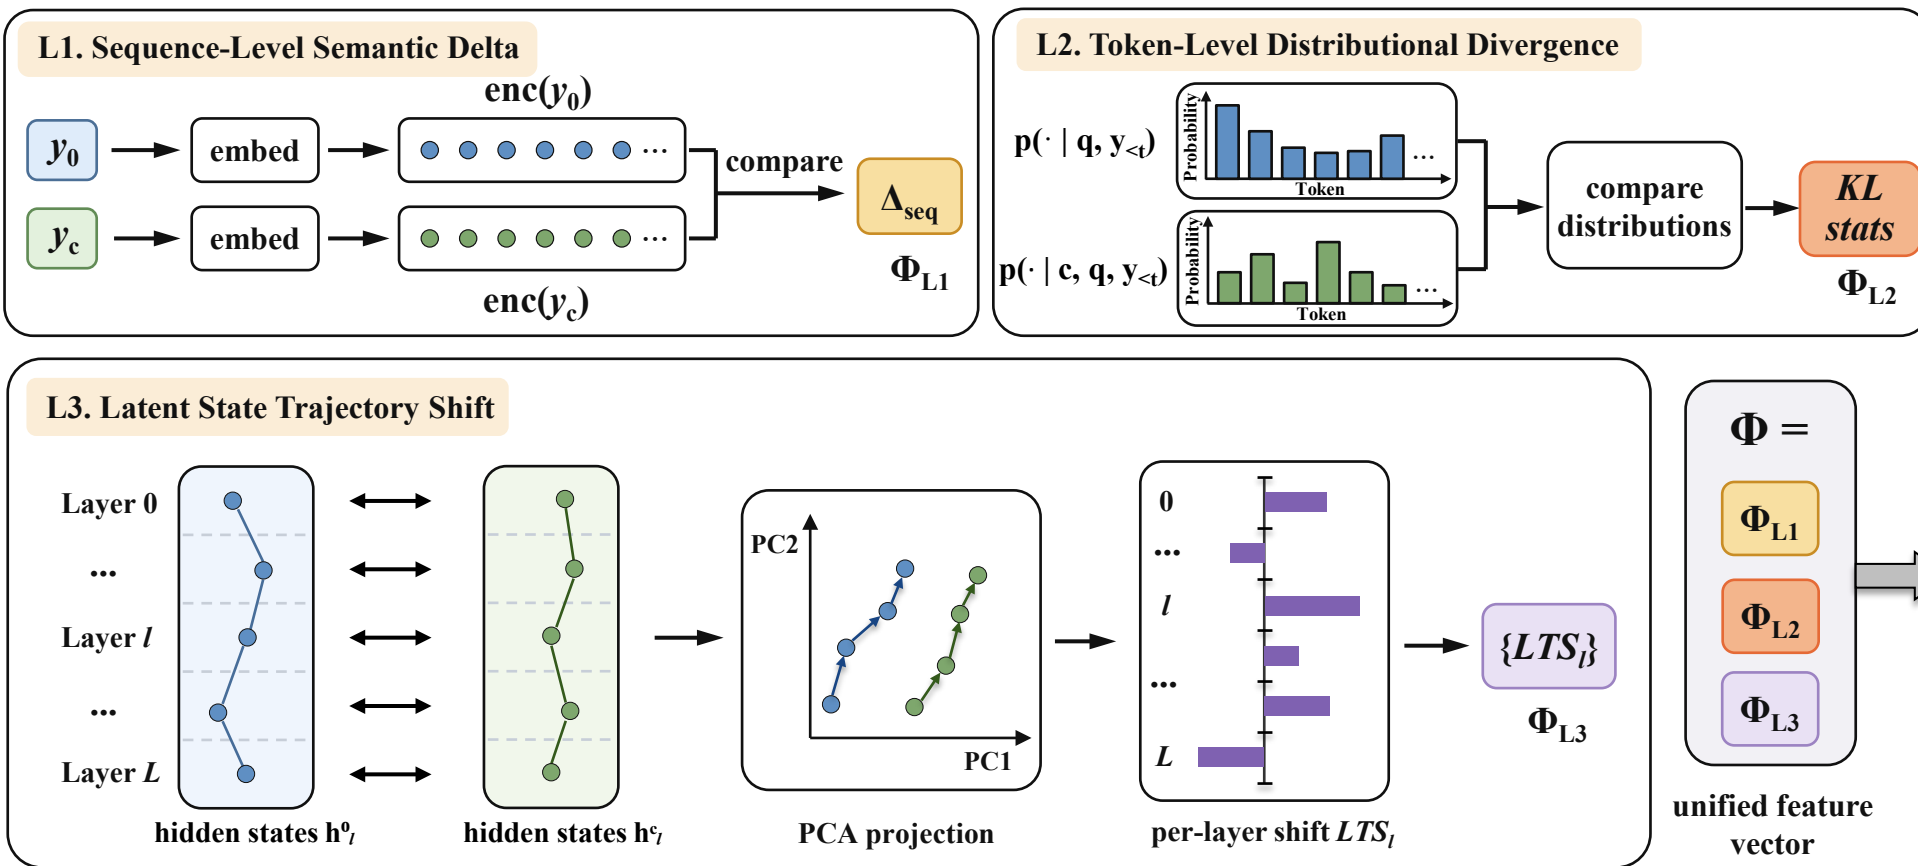 L1. Sequence-Level Semantic Delta
enc(y₀)
y₀
embed
...
compare
Δseq
ΦL1
yc
embed
...
enc(yc)
L2. Token-Level Distributional Divergence
p(· | q, y<t)
Probability
...
Token
p(· | c, q, y<t)
Probability
...
Token
compare
distributions
KL
stats
ΦL2
L3. Latent State Trajectory Shift
Layer 0
...
Layer l
...
Layer L
hidden states h⁰l
hidden states hᶜl
PC2
PC1
PCA projection
0
...
l
...
L
per-layer shift LTSl
{LTSl}
ΦL3
Φ =
ΦL1
ΦL2
ΦL3
unified feature
vector